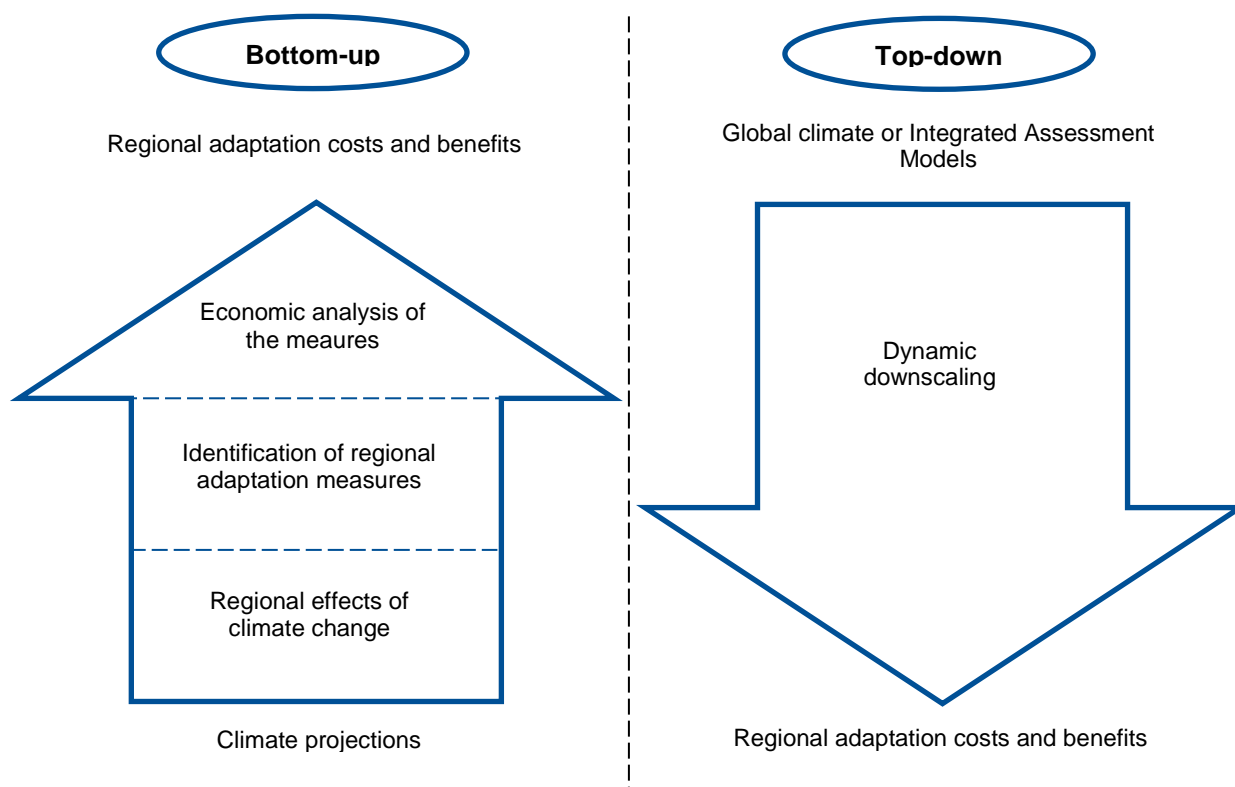 Bottom-up
Regional adaptation costs and benefits
Economic analysis of
the meaures
Identification of regional
adaptation measures
Regional effects of
climate change
Climate projections
Top-down
Global climate or Integrated Assessment
Models
Dynamic
downscaling
Regional adaptation costs and benefits